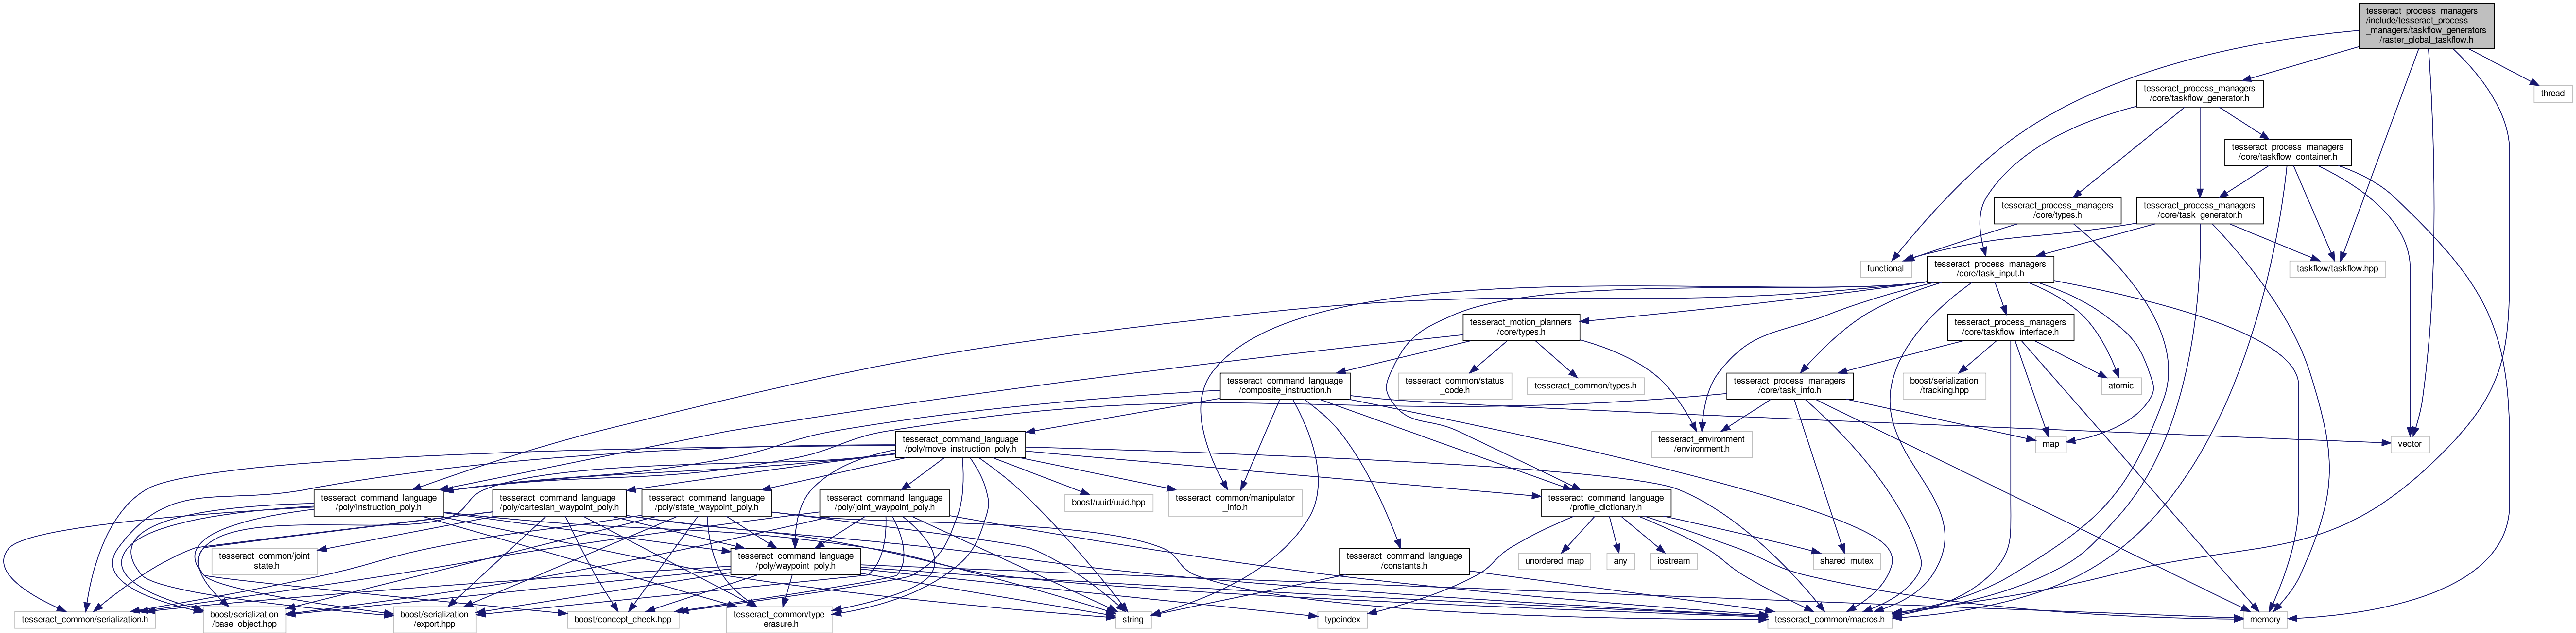 tesseract_process_managers
/include/tesseract_process
_managers/taskflow_generators
/raster_global_taskflow.h
tesseract_process_managers
/core/taskflow_generator.h
thread
tesseract_process_managers
/core/taskflow_container.h
tesseract_process_managers
/core/types.h
tesseract_process_managers
/core/task_generator.h
functional
tesseract_process_managers
/core/task_input.h
taskflow/taskflow.hpp
tesseract_motion_planners
/core/types.h
tesseract_process_managers
/core/taskflow_interface.h
tesseract_command_language
/composite_instruction.h
tesseract_common/status
_code.h
tesseract_common/types.h
tesseract_process_managers
/core/task_info.h
boost/serialization
/tracking.hpp
atomic
tesseract_command_language
/poly/move_instruction_poly.h
tesseract_environment
/environment.h
map
vector
tesseract_command_language
/poly/instruction_poly.h
tesseract_command_language
/poly/cartesian_waypoint_poly.h
tesseract_command_language
/poly/state_waypoint_poly.h
tesseract_command_language
/poly/joint_waypoint_poly.h
boost/uuid/uuid.hpp
tesseract_common/manipulator
_info.h
tesseract_command_language
/profile_dictionary.h
tesseract_common/joint
_state.h
tesseract_command_language
/poly/waypoint_poly.h
tesseract_command_language
/constants.h
unordered_map
any
iostream
shared_mutex
tesseract_common/serialization.h
boost/serialization
/base_object.hpp
boost/serialization
/export.hpp
boost/concept_check.hpp
tesseract_common/type
_erasure.h
string
typeindex
tesseract_common/macros.h
memory